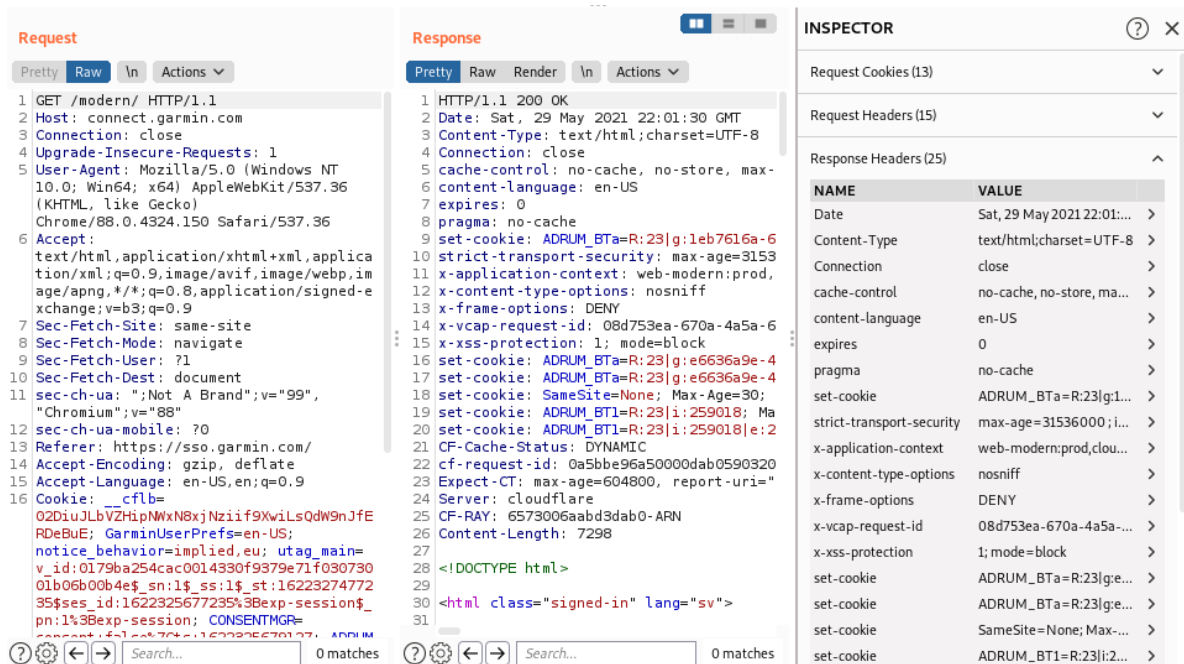 Request
Pretty Raw \n Actions
1 GET /modern/ HTTP/1.1
2 Host: connect.garmin.com
3 Connection: close
4 Upgrade-Insecure-Requests: 1
5 User-Agent: Mozilla/5.0 (Windows NT
10.0; Win64; x64) AppleWebKit/537.36
(KHTML, like Gecko)
Chrome/88.0.4324.150 Safari/537.36
6 Accept:
text/html,application/xhtml+xml,applica
tion/xml;q=0.9,image/avif,image/webp,im
age/apng,*/*;q=0.8,application/signed-e
xchange;v=b3;q=0.9
7 Sec-Fetch-Site: same-site
8 Sec-Fetch-Mode: navigate
9 Sec-Fetch-User: ?1
10 Sec-Fetch-Dest: document
11 sec-ch-ua: ";Not A Brand";v="99",
"Chromium";v="88"
12 sec-ch-ua-mobile: ?0
13 Referer: https://sso.garmin.com/
14 Accept-Encoding: gzip, deflate
15 Accept-Language: en-US,en;q=0.9
16 Cookie: __cflb=
02DiuJLbVZHipNWxN8xjNziif9XwiLsQdW9nJfE
RDeBuE; GarminUserPrefs=en-US;
notice_behavior=implied,eu; utag_main=
v_id:0179ba254cac0014330f9379e71f030730
01b06b00b4e$_sn:1$_ss:1$_st:16223274772
35$ses_id:1622325677235%3Bexp-session$_
pn:1%3Bexp-session; CONSENTMGR=
Search... 0 matches
Response
Pretty Raw Render \n Actions
1 HTTP/1.1 200 OK
2 Date: Sat, 29 May 2021 22:01:30 GMT
3 Content-Type: text/html;charset=UTF-8
4 Connection: close
5 cache-control: no-cache, no-store, max-
6 content-language: en-US
7 expires: 0
8 pragma: no-cache
9 set-cookie: ADRUM_BTa=R:23|g:1eb7616a-6
10 strict-transport-security: max-age=3153
11 x-application-context: web-modern:prod,
12 x-content-type-options: nosniff
13 x-frame-options: DENY
14 x-vcap-request-id: 08d753ea-670a-4a5a-6
15 x-xss-protection: 1; mode=block
16 set-cookie: ADRUM_BTa=R:23|g:e6636a9e-4
17 set-cookie: ADRUM_BTa=R:23|g:e6636a9e-4
18 set-cookie: SameSite=None; Max-Age=30;
19 set-cookie: ADRUM_BT1=R:23|i:259018; Ma
20 set-cookie: ADRUM_BT1=R:23|i:259018|e:2
21 CF-Cache-Status: DYNAMIC
22 cf-request-id: 0a5bbe96a50000dab0590320
23 Expect-CT: max-age=604800, report-uri="
24 Server: cloudflare
25 CF-RAY: 6573006aabd3dab0-ARN
26 Content-Length: 7298
27
28 <!DOCTYPE html>
29
30 <html class="signed-in" lang="sv">
31
Search... 0 matches
INSPECTOR
Request Cookies (13)
Request Headers (15)
Response Headers (25)
NAME VALUE
Date Sat, 29 May 2021 22:01:...
Content-Type text/html;charset=UTF-8
Connection close
cache-control no-cache, no-store, ma...
content-language en-US
expires 0
pragma no-cache
set-cookie ADRUM_BTa=R:23|g:1...
strict-transport-security max-age=31536000 ; i...
x-application-context web-modern:prod,clou...
x-content-type-options nosniff
x-frame-options DENY
x-vcap-request-id 08d753ea-670a-4a5a-...
x-xss-protection 1; mode=block
set-cookie ADRUM_BTa=R:23|g:e...
set-cookie ADRUM_BTa=R:23|g:e...
set-cookie SameSite=None; Max-...
set-cookie ADRUM_BT1=R:23|i:2...